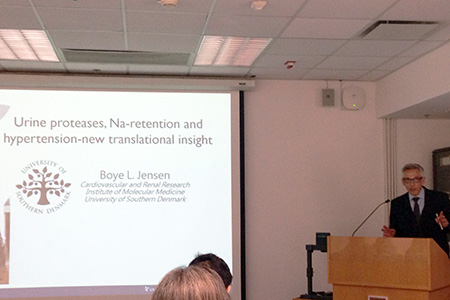 Urine proteases, Na-retention and
hypertension-new translational insight
UNIVERSITY OF
SOUTHERN DENMARK
Boye L. Jensen
Cardiovascular and Renal Research
Institute of Molecular Medicine
University of Southern Denmark